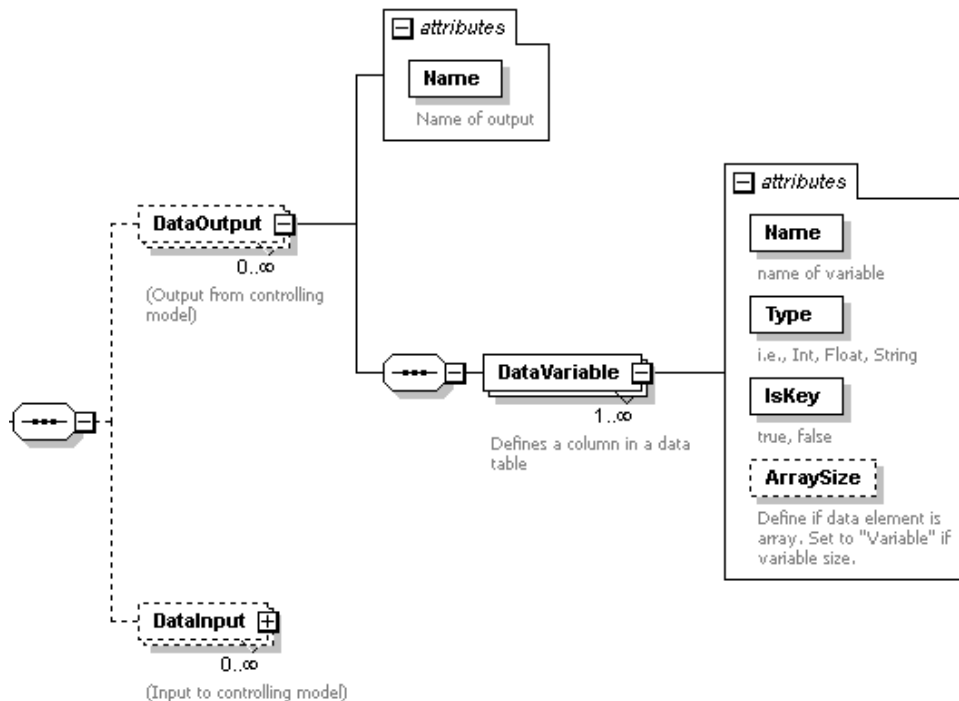 attributes
Name
Name of output
attributes
DataOutput
0..∞
(Output from controlling
model)
Name
name of variable
Type
i.e., Int, Float, String
DataVariable
1..∞
Defines a column in a data
table
IsKey
true, false
ArraySize
Define if data element is
array. Set to "Variable" if
variable size.
DataInput
0..∞
(Input to controlling model)